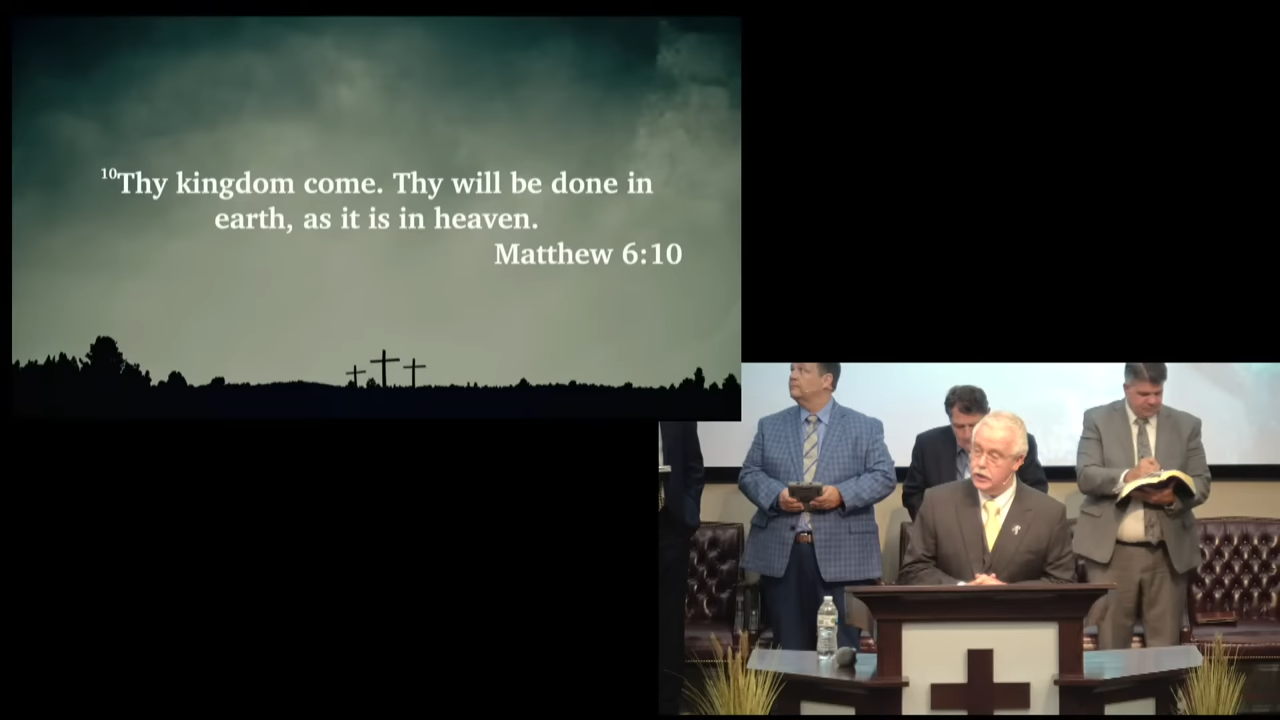 ¹⁰Thy kingdom come. Thy will be done in
earth, as it is in heaven.
Matthew 6:10